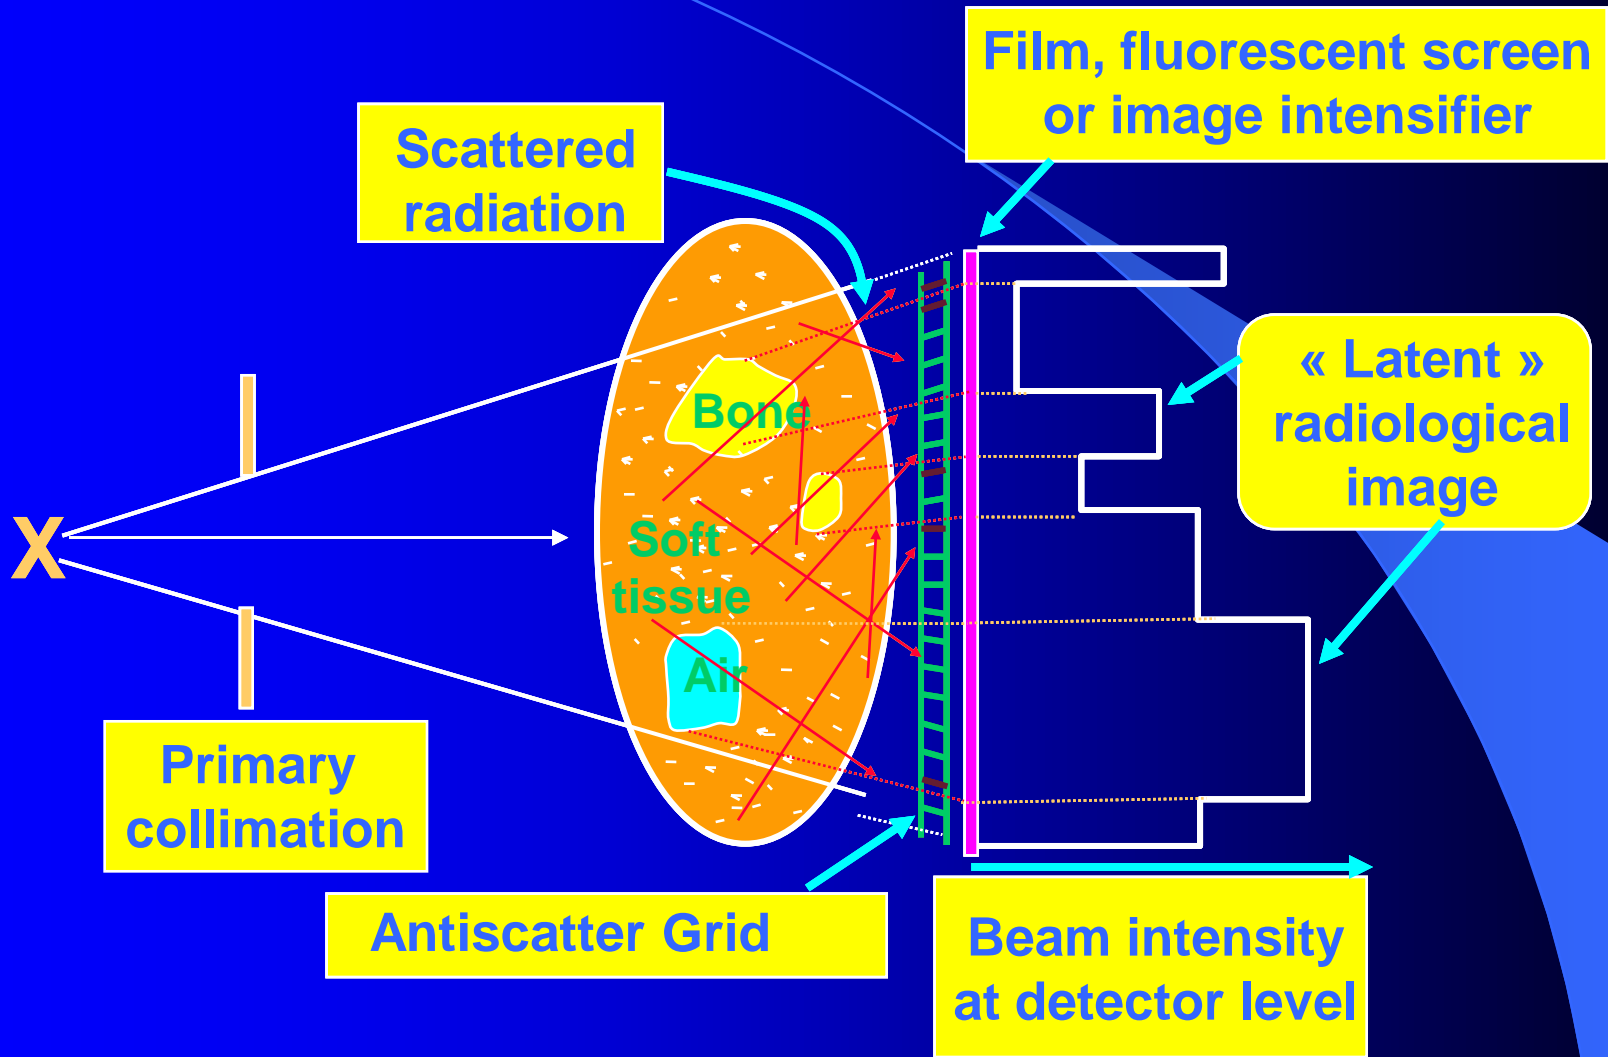 Film, fluorescent screen
or image intensifier
Scattered
radiation
« Latent »
radiological
image
Bone
X
Soft
tissue
Air
Primary
collimation
Antiscatter Grid
Beam intensity
at detector level